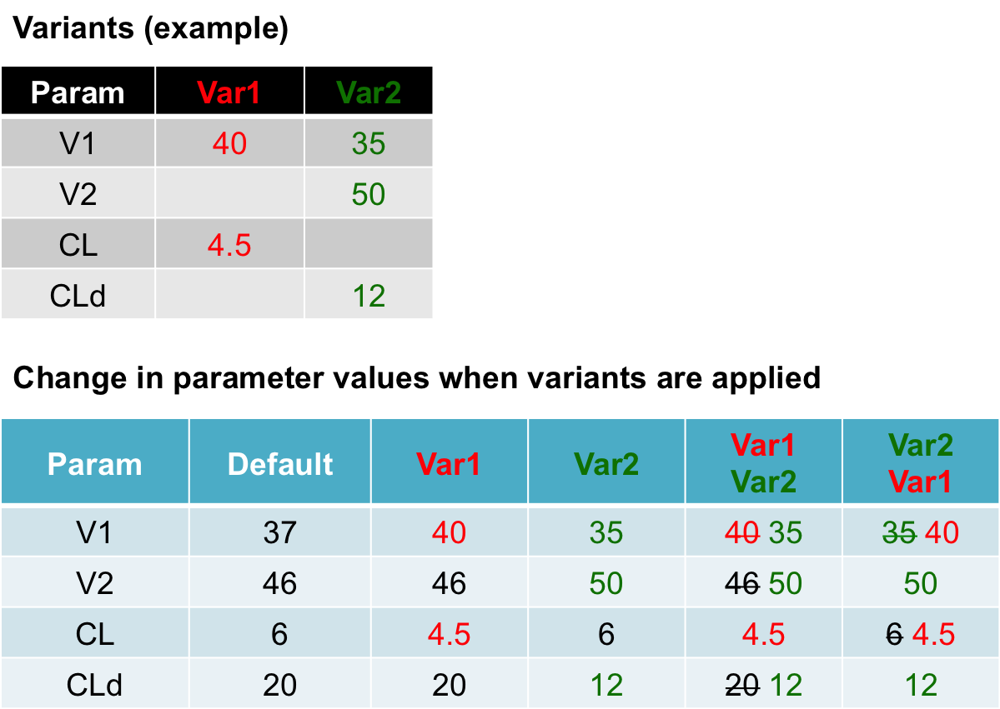 Variants (example)
Param Var1 Var2
V1 40 35
V2 50
CL 4.5
CLd 12
Change in parameter values when variants are applied
Param Default Var1 Var2 Var1 Var2 Var2 Var1
V1 37 40 35 40 35 35 40
V2 46 46 50 46 50 50
CL 6 4.5 6 4.5 6 4.5
CLd 20 20 12 20 12 12